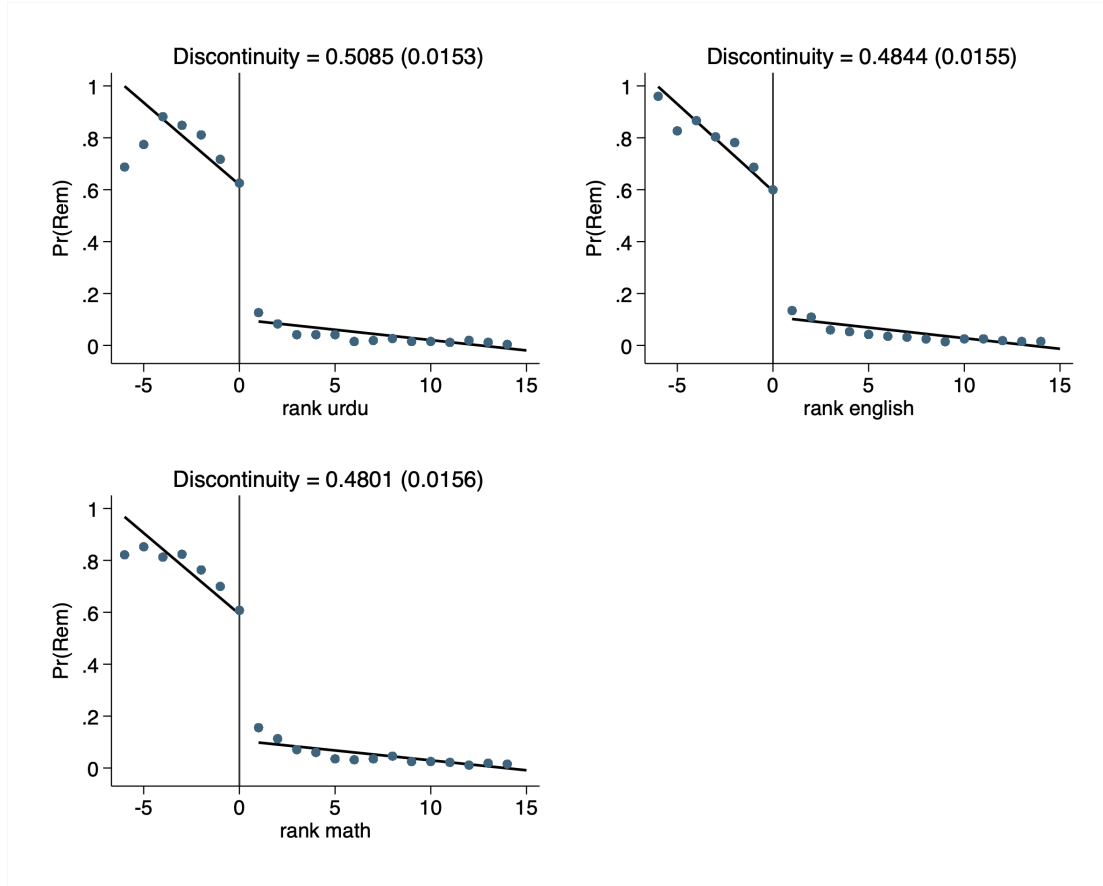 Discontinuity = 0.5085 (0.0153)
1
.8
.6
.4
.2
0
Pr(Rem)
-5 0 5 10 15
rank urdu
Discontinuity = 0.4844 (0.0155)
1
.8
.6
.4
.2
0
Pr(Rem)
-5 0 5 10 15
rank english
Discontinuity = 0.4801 (0.0156)
1
.8
.6
.4
.2
0
Pr(Rem)
-5 0 5 10 15
rank math